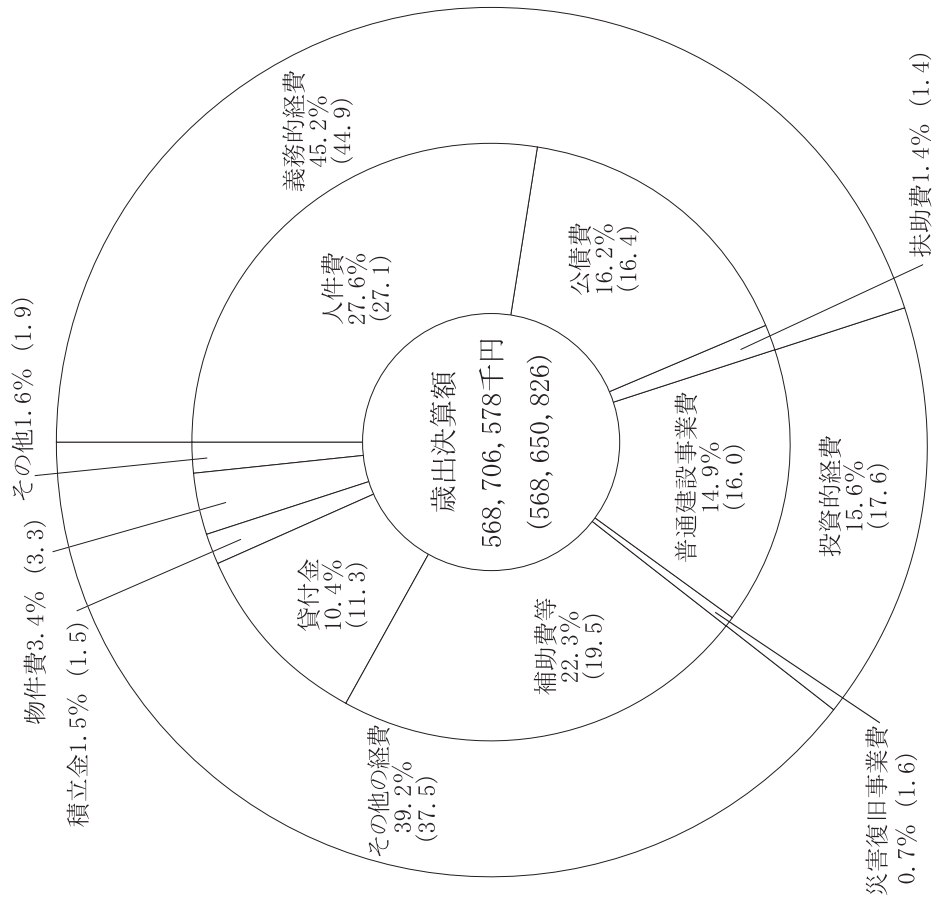 歳出決算額
568,706,578千円
(568,650,826)
義務的経費
45.2%
(44.9)
人件費
27.6%
(27.1)
公債費
16.2%
(16.4)
扶助費1.4% (1.4)
投資的経費
15.6%
(17.6)
普通建設事業費
14.9%
(16.0)
災害復旧事業費
0.7% (1.6)
その他の経費
39.2%
(37.5)
補助費等
22.3%
(19.5)
貸付金
10.4%
(11.3)
積立金1.5% (1.5)
物件費3.4% (3.3)
その他1.6% (1.9)